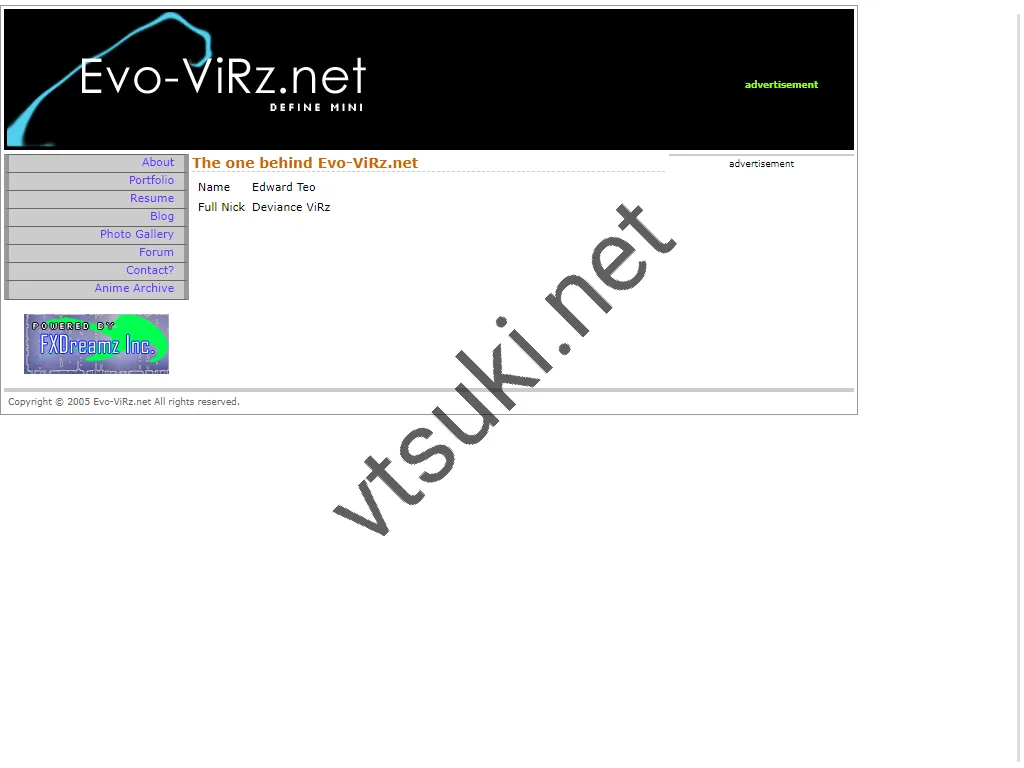 Evo-ViRz.net
DEFINE MINI
advertisement
About
Portfolio
Resume
Blog
Photo Gallery
Forum
Contact?
Anime Archive
POWERED BY
FXDreamz Inc.
The one behind Evo-ViRz.net
Name Edward Teo
Full Nick Deviance ViRz
advertisement
vtsuki.net
Copyright © 2005 Evo-ViRz.net All rights reserved.